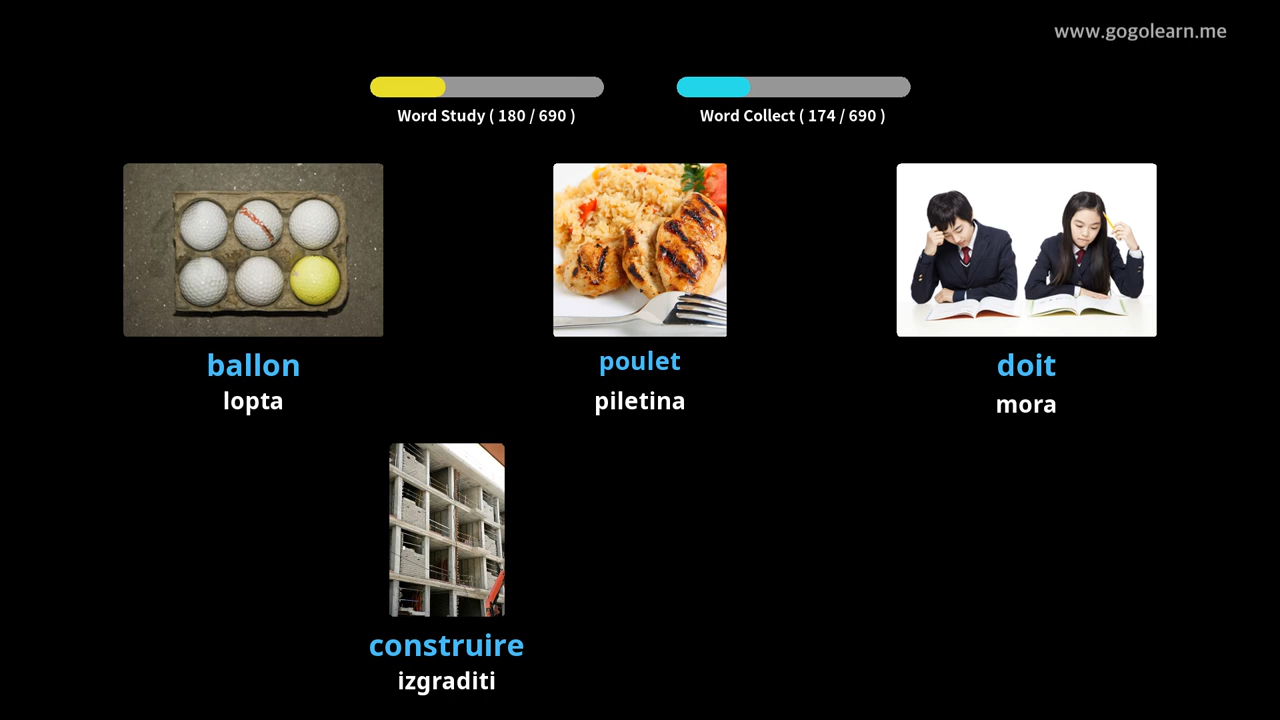 www.gogolearn.me
Word Study ( 180 / 690 )
Word Collect ( 174 / 690 )
ballon
lopta
poulet
piletina
doit
mora
construire
izgraditi